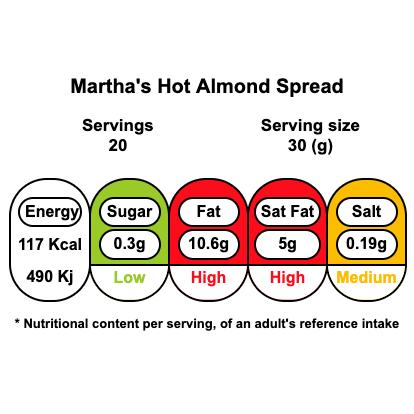 Martha's Hot Almond Spread
Servings Serving size
20 30 (g)
Energy Sugar Fat Sat Fat Salt
117 Kcal 0.3g 10.6g 5g 0.19g
490 Kj Low High High Medium
* Nutritional content per serving, of an adult's reference intake